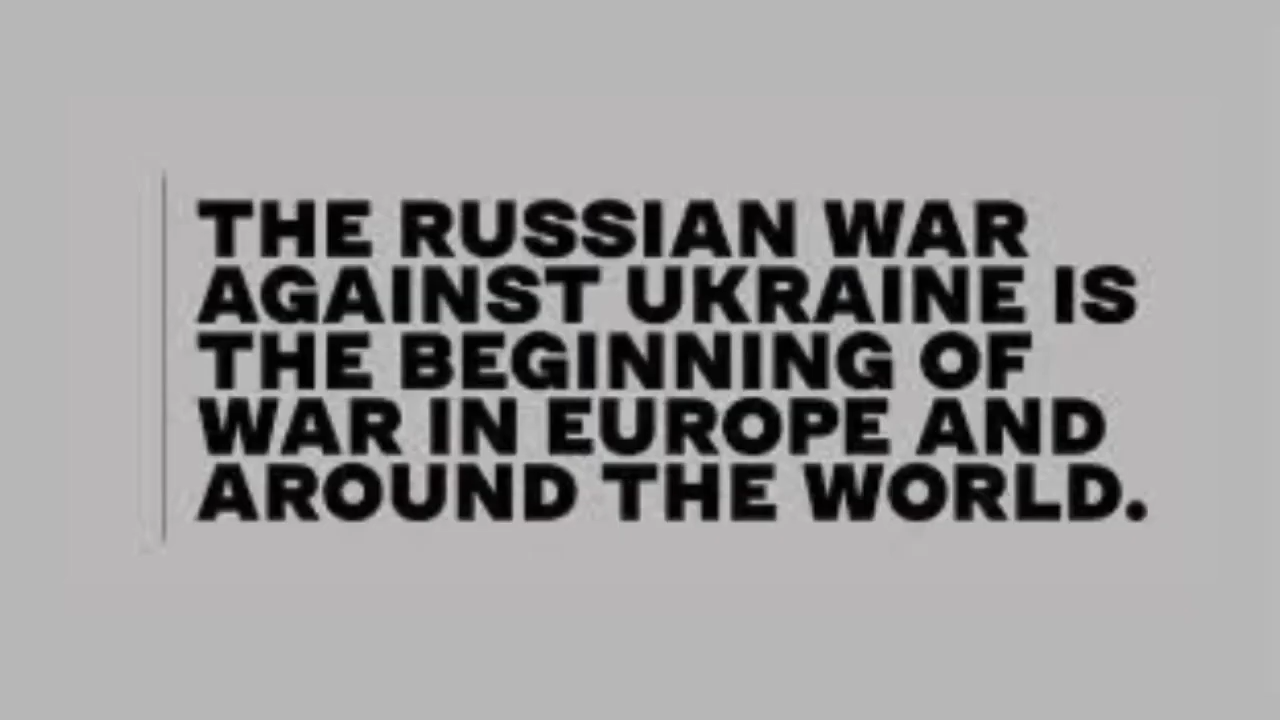 THE RUSSIAN WAR
AGAINST UKRAINE IS
THE BEGINNING OF
WAR IN EUROPE AND
AROUND THE WORLD.